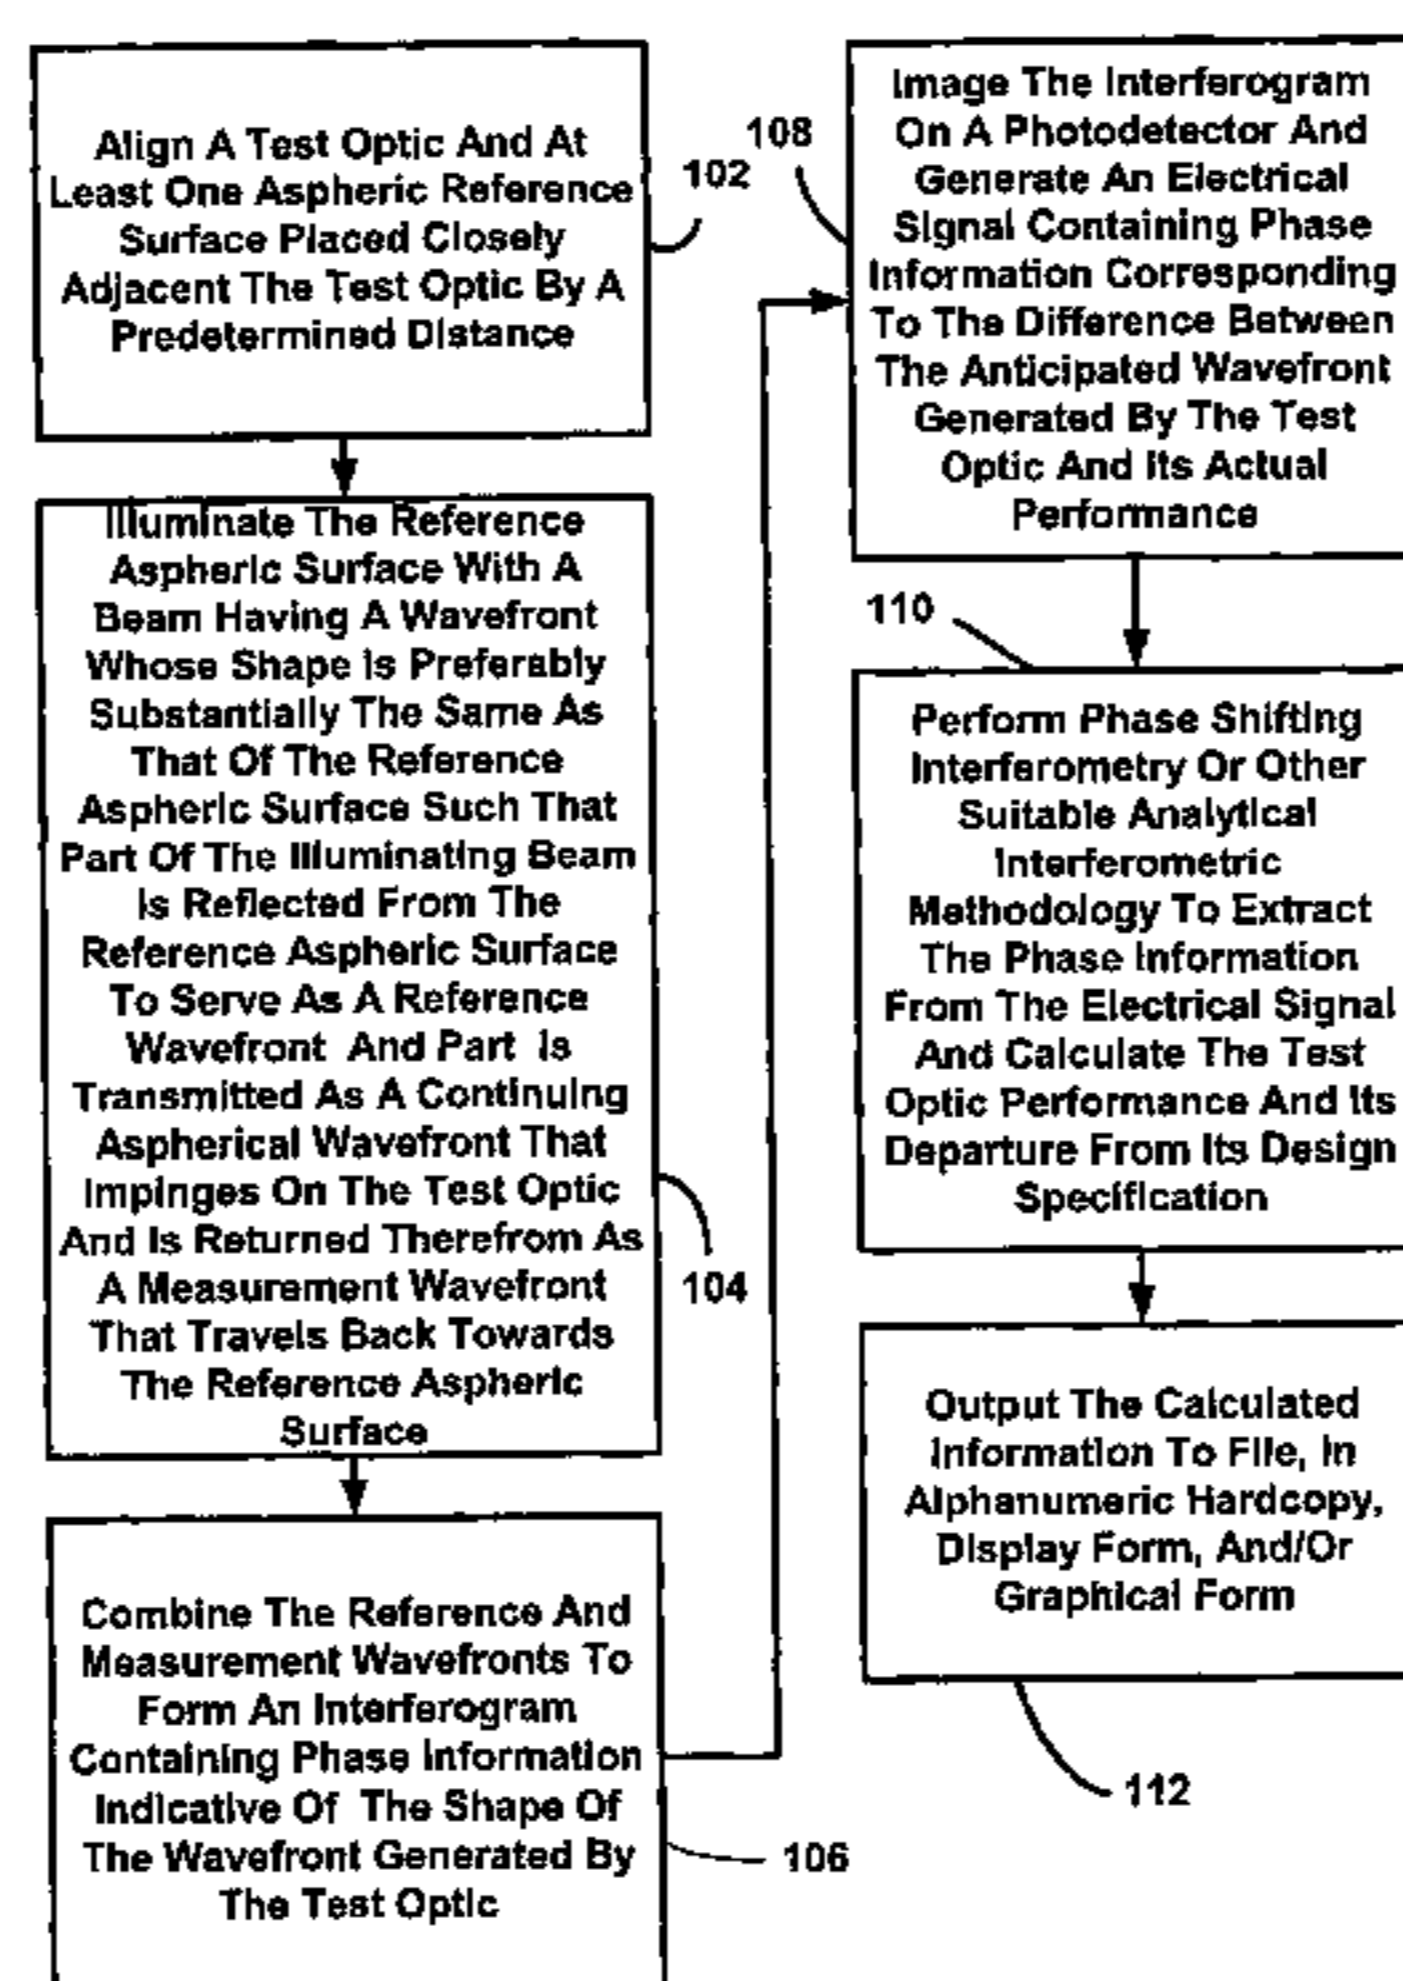 Align A Test Optic And At
Least One Aspheric Reference
Surface Placed Closely
Adjacent The Test Optic By A
Predetermined Distance
102
Illuminate The Reference
Aspheric Surface With A
Beam Having A Wavefront
Whose Shape Is Preferably
Substantially The Same As
That Of The Reference
Aspheric Surface Such That
Part Of The Illuminating Beam
Is Reflected From The
Reference Aspheric Surface
To Serve As A Reference
Wavefront And Part Is
Transmitted As A Continuing
Aspherical Wavefront That
Impinges On The Test Optic
And Is Returned Therefrom As
A Measurement Wavefront
That Travels Back Towards
The Reference Aspheric
Surface
104
Combine The Reference And
Measurement Wavefronts To
Form An Interferogram
Containing Phase Information
Indicative Of The Shape Of
The Wavefront Generated By
The Test Optic
106
108
Image The Interferogram
On A Photodetector And
Generate An Electrical
Signal Containing Phase
Information Corresponding
To The Difference Between
The Anticipated Wavefront
Generated By The Test
Optic And Its Actual
Performance
110
Perform Phase Shifting
Interferometry Or Other
Suitable Analytical
Interferometric
Methodology To Extract
The Phase Information
From The Electrical Signal
And Calculate The Test
Optic Performance And Its
Departure From Its Design
Specification
Output The Calculated
Information To File, In
Alphanumeric Hardcopy,
Display Form, And/Or
Graphical Form
112